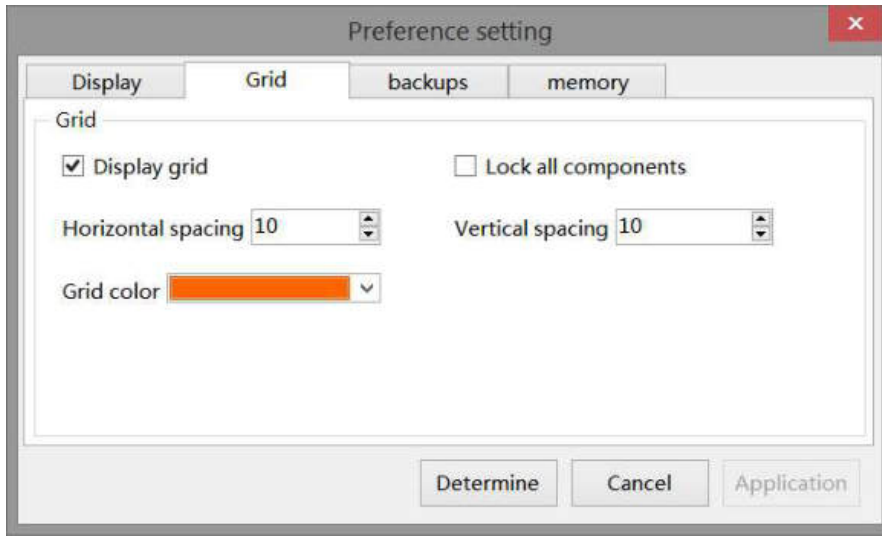 Preference setting
Display Grid backups memory
Grid
Display grid Lock all components
Horizontal spacing 10 Vertical spacing 10
Grid color
Determine Cancel Application